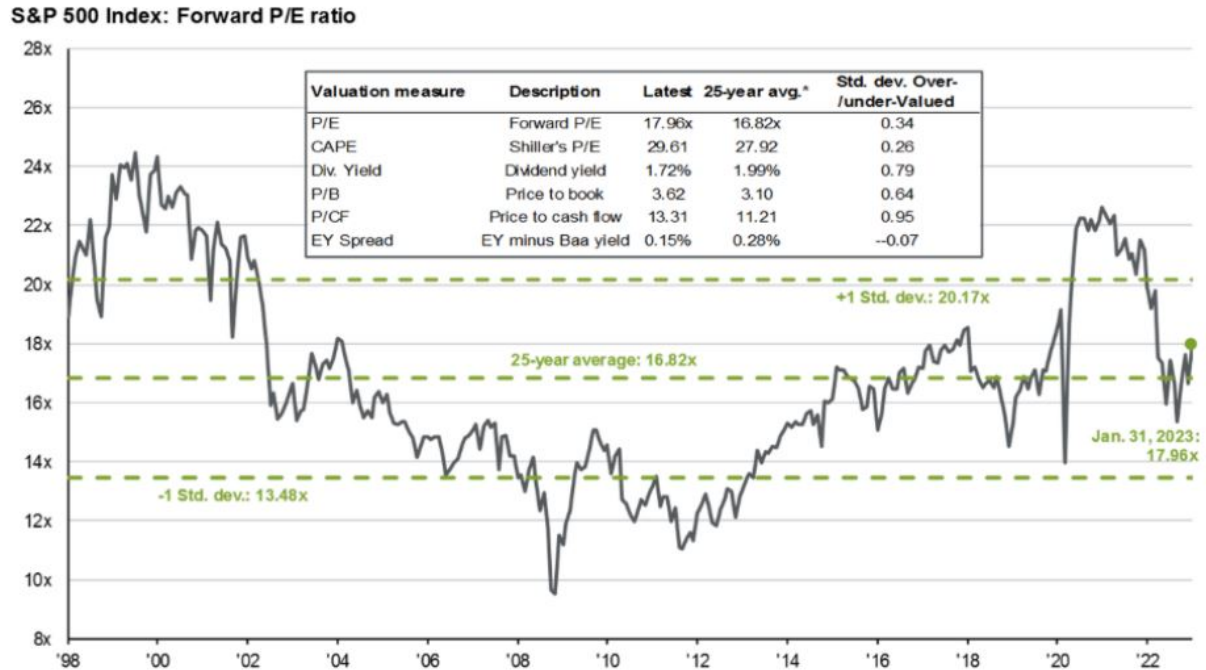 S&P 500 Index: Forward P/E ratio
28x
26x
24x
22x
20x
18x
16x
14x
12x
10x
8x
Valuation measure Description Latest 25-year avg.* Std. dev. Over-/under-Valued
P/E Forward P/E 17.96x 16.82x 0.34
CAPE Shiller's P/E 29.61 27.92 0.26
Div. Yield Dividend yield 1.72% 1.99% 0.79
P/B Price to book 3.62 3.10 0.64
P/CF Price to cash flow 13.31 11.21 0.95
EY Spread EY minus Baa yield 0.15% 0.28% --0.07
+1 Std. dev.: 20.17x
25-year average: 16.82x
Jan. 31, 2023:
17.96x
-1 Std. dev.: 13.48x
'98 '00 '02 '04 '06 '08 '10 '12 '14 '16 '18 '20 '22